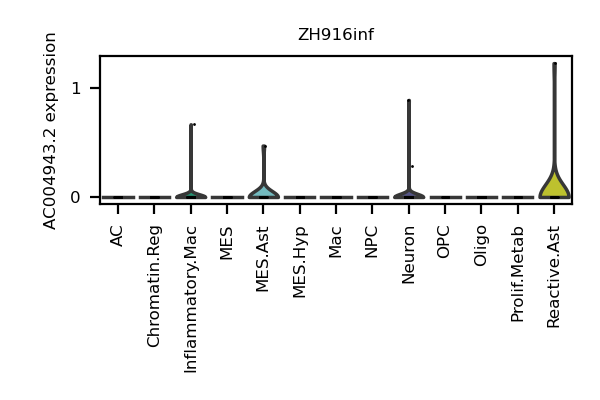 ZH916inf
AC004943.2 expression
1
0
AC
Chromatin.Reg
Inflammatory.Mac
MES
MES.Ast
MES.Hyp
Mac
NPC
Neuron
OPC
Oligo
Prolif.Metab
Reactive.Ast